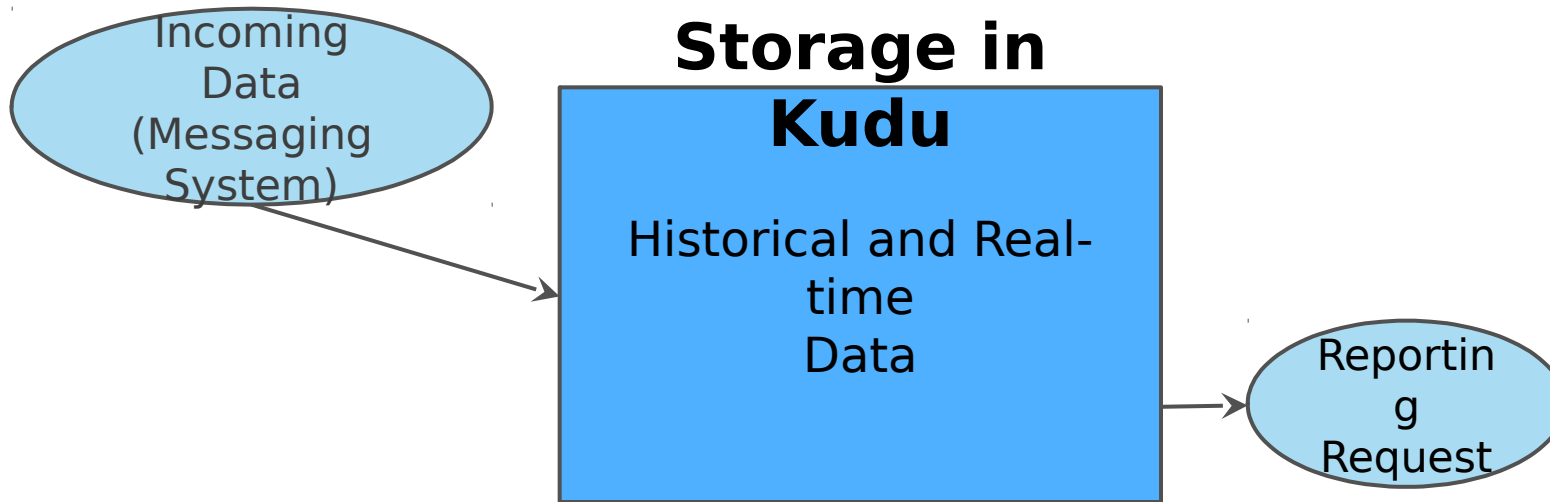 Incoming
Data
(Messaging
System)
Storage in
Kudu
Historical and Real-
time
Data
Reportin
g
Request